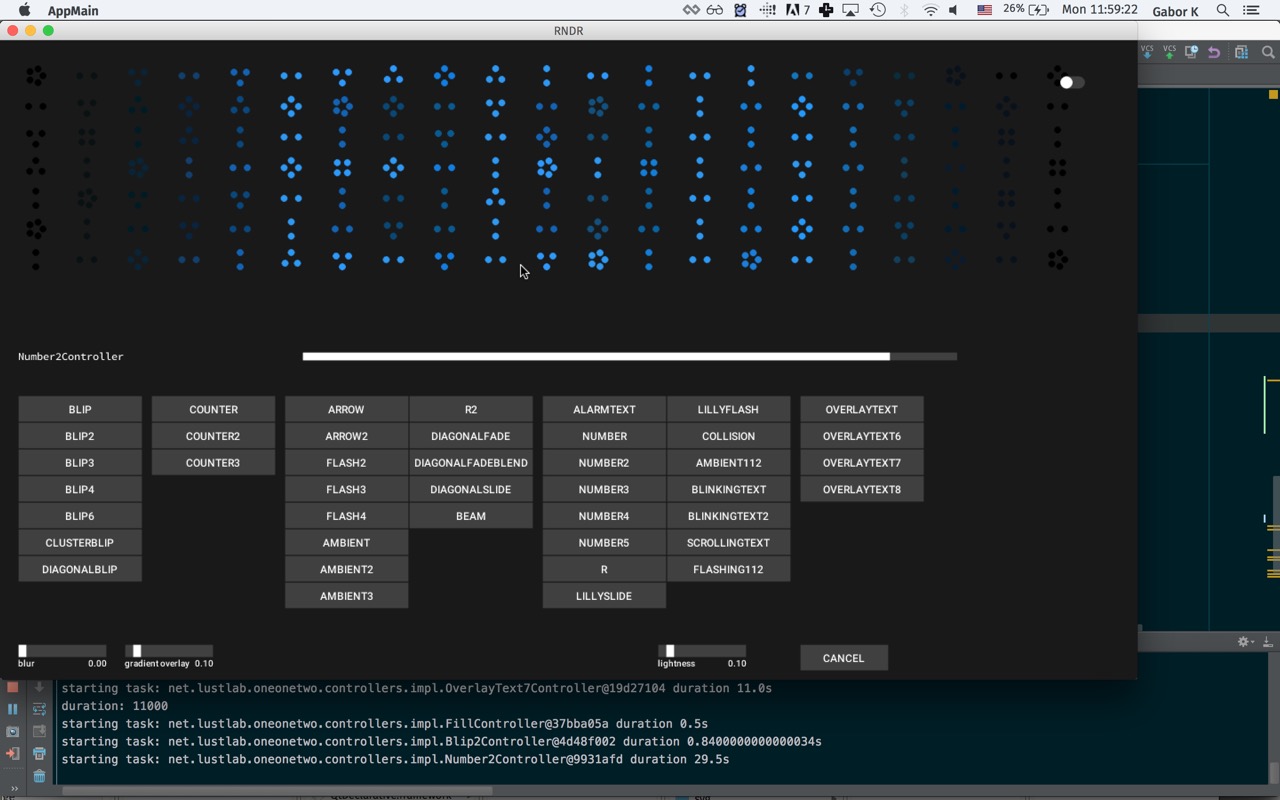 AppMain
7
26%
Mon 11:59:22
Gabor K
RNDR
VCS
VCS
Number2Controller
BLIP
COUNTER
ARROW
R2
ALARMTEXT
LILLYFLASH
OVERLAYTEXT
BLIP2
COUNTER2
ARROW2
DIAGONALFADE
NUMBER
COLLISION
OVERLAYTEXT6
BLIP3
COUNTER3
FLASH2
DIAGONALFADEBLEND
NUMBER2
AMBIENT112
OVERLAYTEXT7
BLIP4
FLASH3
DIAGONALSLIDE
NUMBER3
BLINKINGTEXT
OVERLAYTEXT8
BLIP6
FLASH4
BEAM
NUMBER4
BLINKINGTEXT2
CLUSTERBLIP
AMBIENT
NUMBER5
SCROLLINGTEXT
DIAGONALBLIP
AMBIENT2
R
FLASHING112
AMBIENT3
LILLYSLIDE
blur 0.00
gradient overlay 0.10
lightness 0.10
CANCEL
starting task: net.lustlab.oneonetwo.controllers.impl.OverlayText7Controller@19d27104 duration 11.0s
duration: 11000
starting task: net.lustlab.oneonetwo.controllers.impl.FillController@37bba05a duration 0.5s
starting task: net.lustlab.oneonetwo.controllers.impl.Blip2Controller@4d48f002 duration 0.8400000000000034s
starting task: net.lustlab.oneonetwo.controllers.impl.Number2Controller@9931afd duration 29.5s